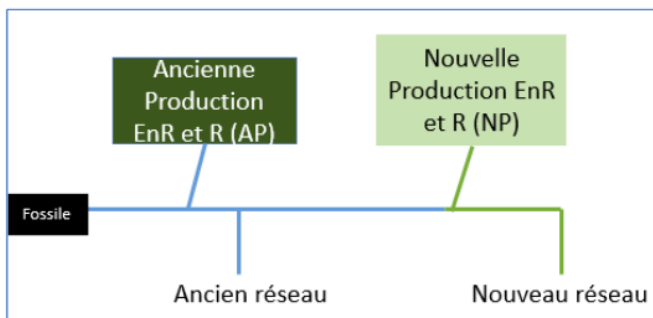 Ancienne
Production
EnR et R (AP)
Nouvelle
Production EnR
et R (NP)
Fossile
Ancien réseau
Nouveau réseau